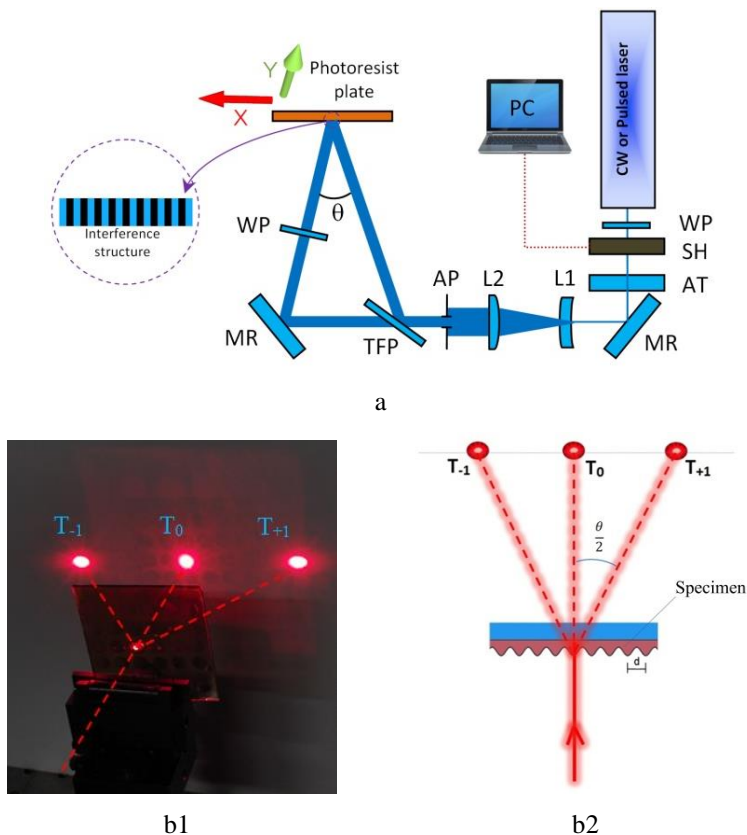 Y
X
Photoresist
plate
Interference
structure
WP
θ
MR
TFP
AP
L2
L1
PC
CW or Pulsed laser
WP
SH
AT
MR
a
T-1
T0
T+1
b1
T-1
T0
T+1
θ
2
Specimen
d
b2